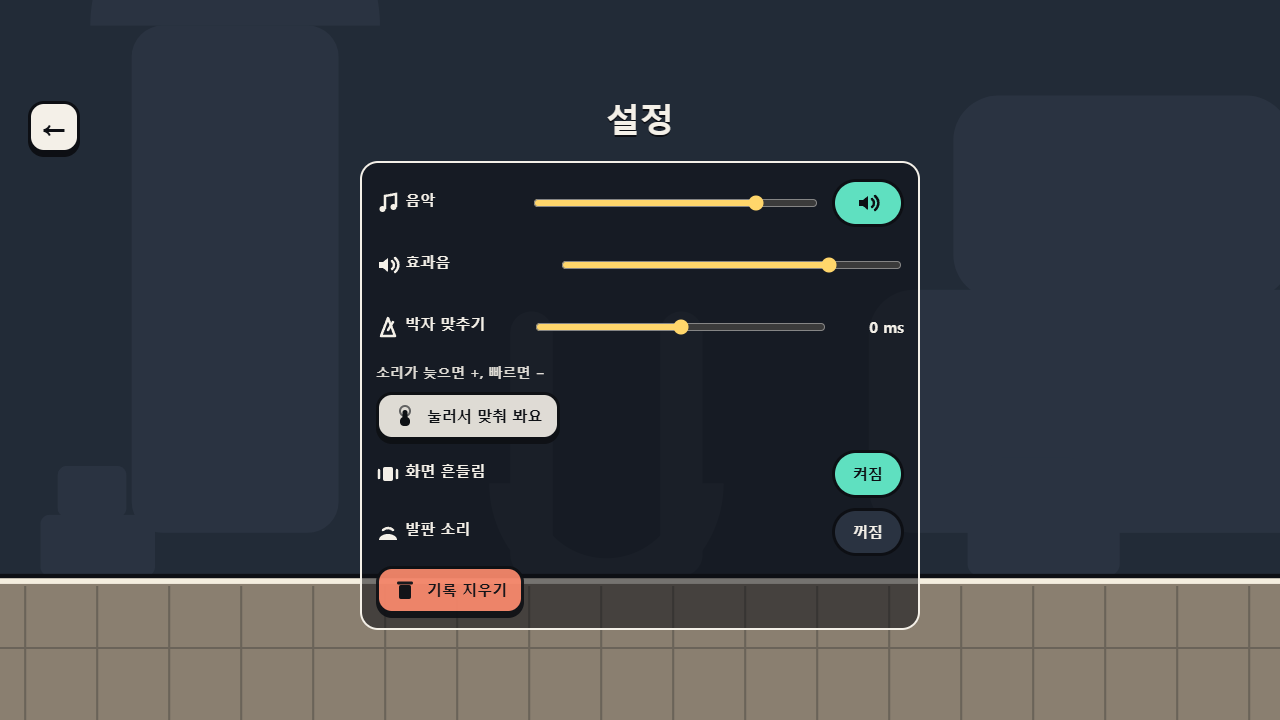 설정
음악
효과음
박자 맞추기
0 ms
소리가 늦으면 +, 빠르면 −
눌러서 맞춰 봐요
화면 흔들림
켜짐
발판 소리
꺼짐
기록 지우기